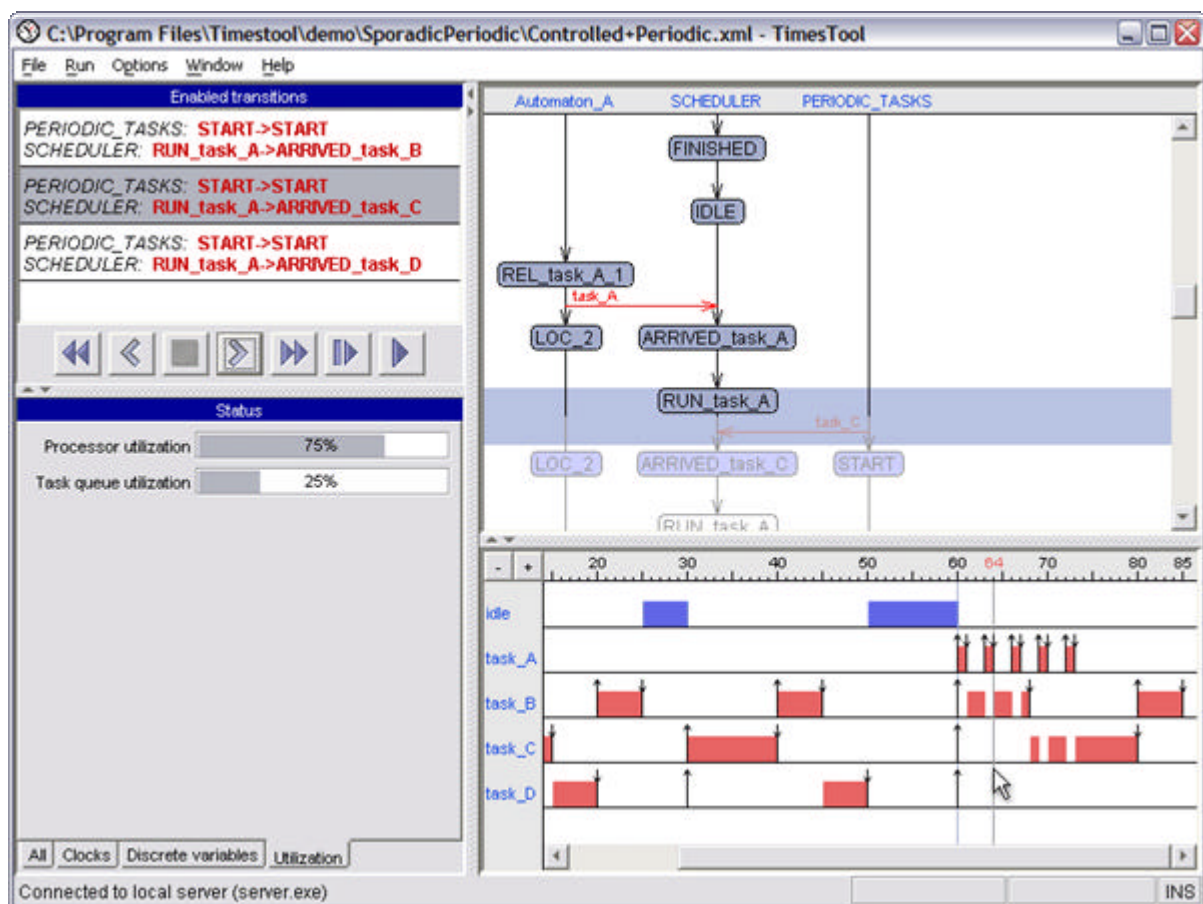 C:\Program Files\Timestool\demo\SporadicPeriodic\Controlled+Periodic.xml - TimesTool
File Run Options Window Help
Enabled transitions
PERIODIC_TASKS: START->START
SCHEDULER: RUN_task_A->ARRIVED_task_B
PERIODIC_TASKS: START->START
SCHEDULER: RUN_task_A->ARRIVED_task_C
PERIODIC_TASKS: START->START
SCHEDULER: RUN_task_A->ARRIVED_task_D
Status
Processor utilization 75%
Task queue utilization 25%
All Clocks Discrete variables Utilization
Automaton_A SCHEDULER PERIODIC_TASKS
FINISHED
IDLE
REL_task_A_1
task_A
LOC_2 ARRIVED_task_A
RUN_task_A
task_C
LOC_2 ARRIVED_task_C START
RUN_task_A
- + 20 30 40 50 60 64 70 80 85
idle
task_A
task_B
task_C
task_D
Connected to local server (server.exe) INS